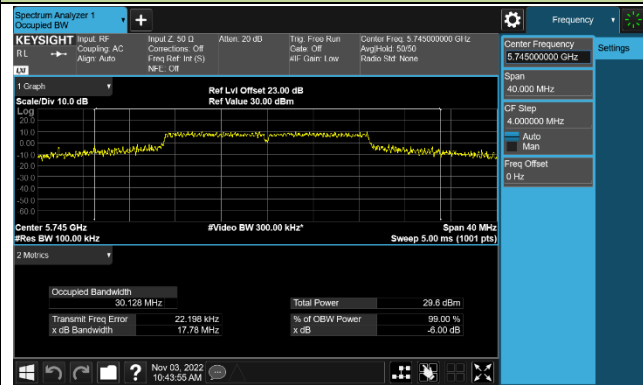 Spectrum Analyzer 1
Occupied BW
Frequency
KEYSIGHT
RL
LXI
Input: RF
Coupling: AC
Align: Auto
Input Z: 50 Ω
Corrections: Off
Freq Ref: Int (S)
NFE: Off
Atten: 20 dB
Trig: Free Run
Gate: Off
#IF Gain: Low
Center Freq: 5.745000000 GHz
Avg|Hold: 50/50
Radio Std: None
Center Frequency
5.745000000 GHz
Settings
Span
40.000 MHz
CF Step
4.000000 MHz
Auto
Man
Freq Offset
0 Hz
1 Graph
Scale/Div 10.0 dB
Ref Lvl Offset 23.00 dB
Ref Value 30.00 dBm
Log
20.0
10.0
0.00
-10.0
-20.0
-30.0
-40.0
-50.0
-60.0
Center 5.745 GHz
#Res BW 100.00 kHz
#Video BW 300.00 kHz*
Span 40 MHz
Sweep 5.00 ms (1001 pts)
2 Metrics
Occupied Bandwidth
30.128 MHz
Total Power 29.6 dBm
Transmit Freq Error 22.198 kHz
% of OBW Power 99.00 %
x dB Bandwidth 17.78 MHz
x dB -6.00 dB
Nov 03, 2022
10:43:55 AM